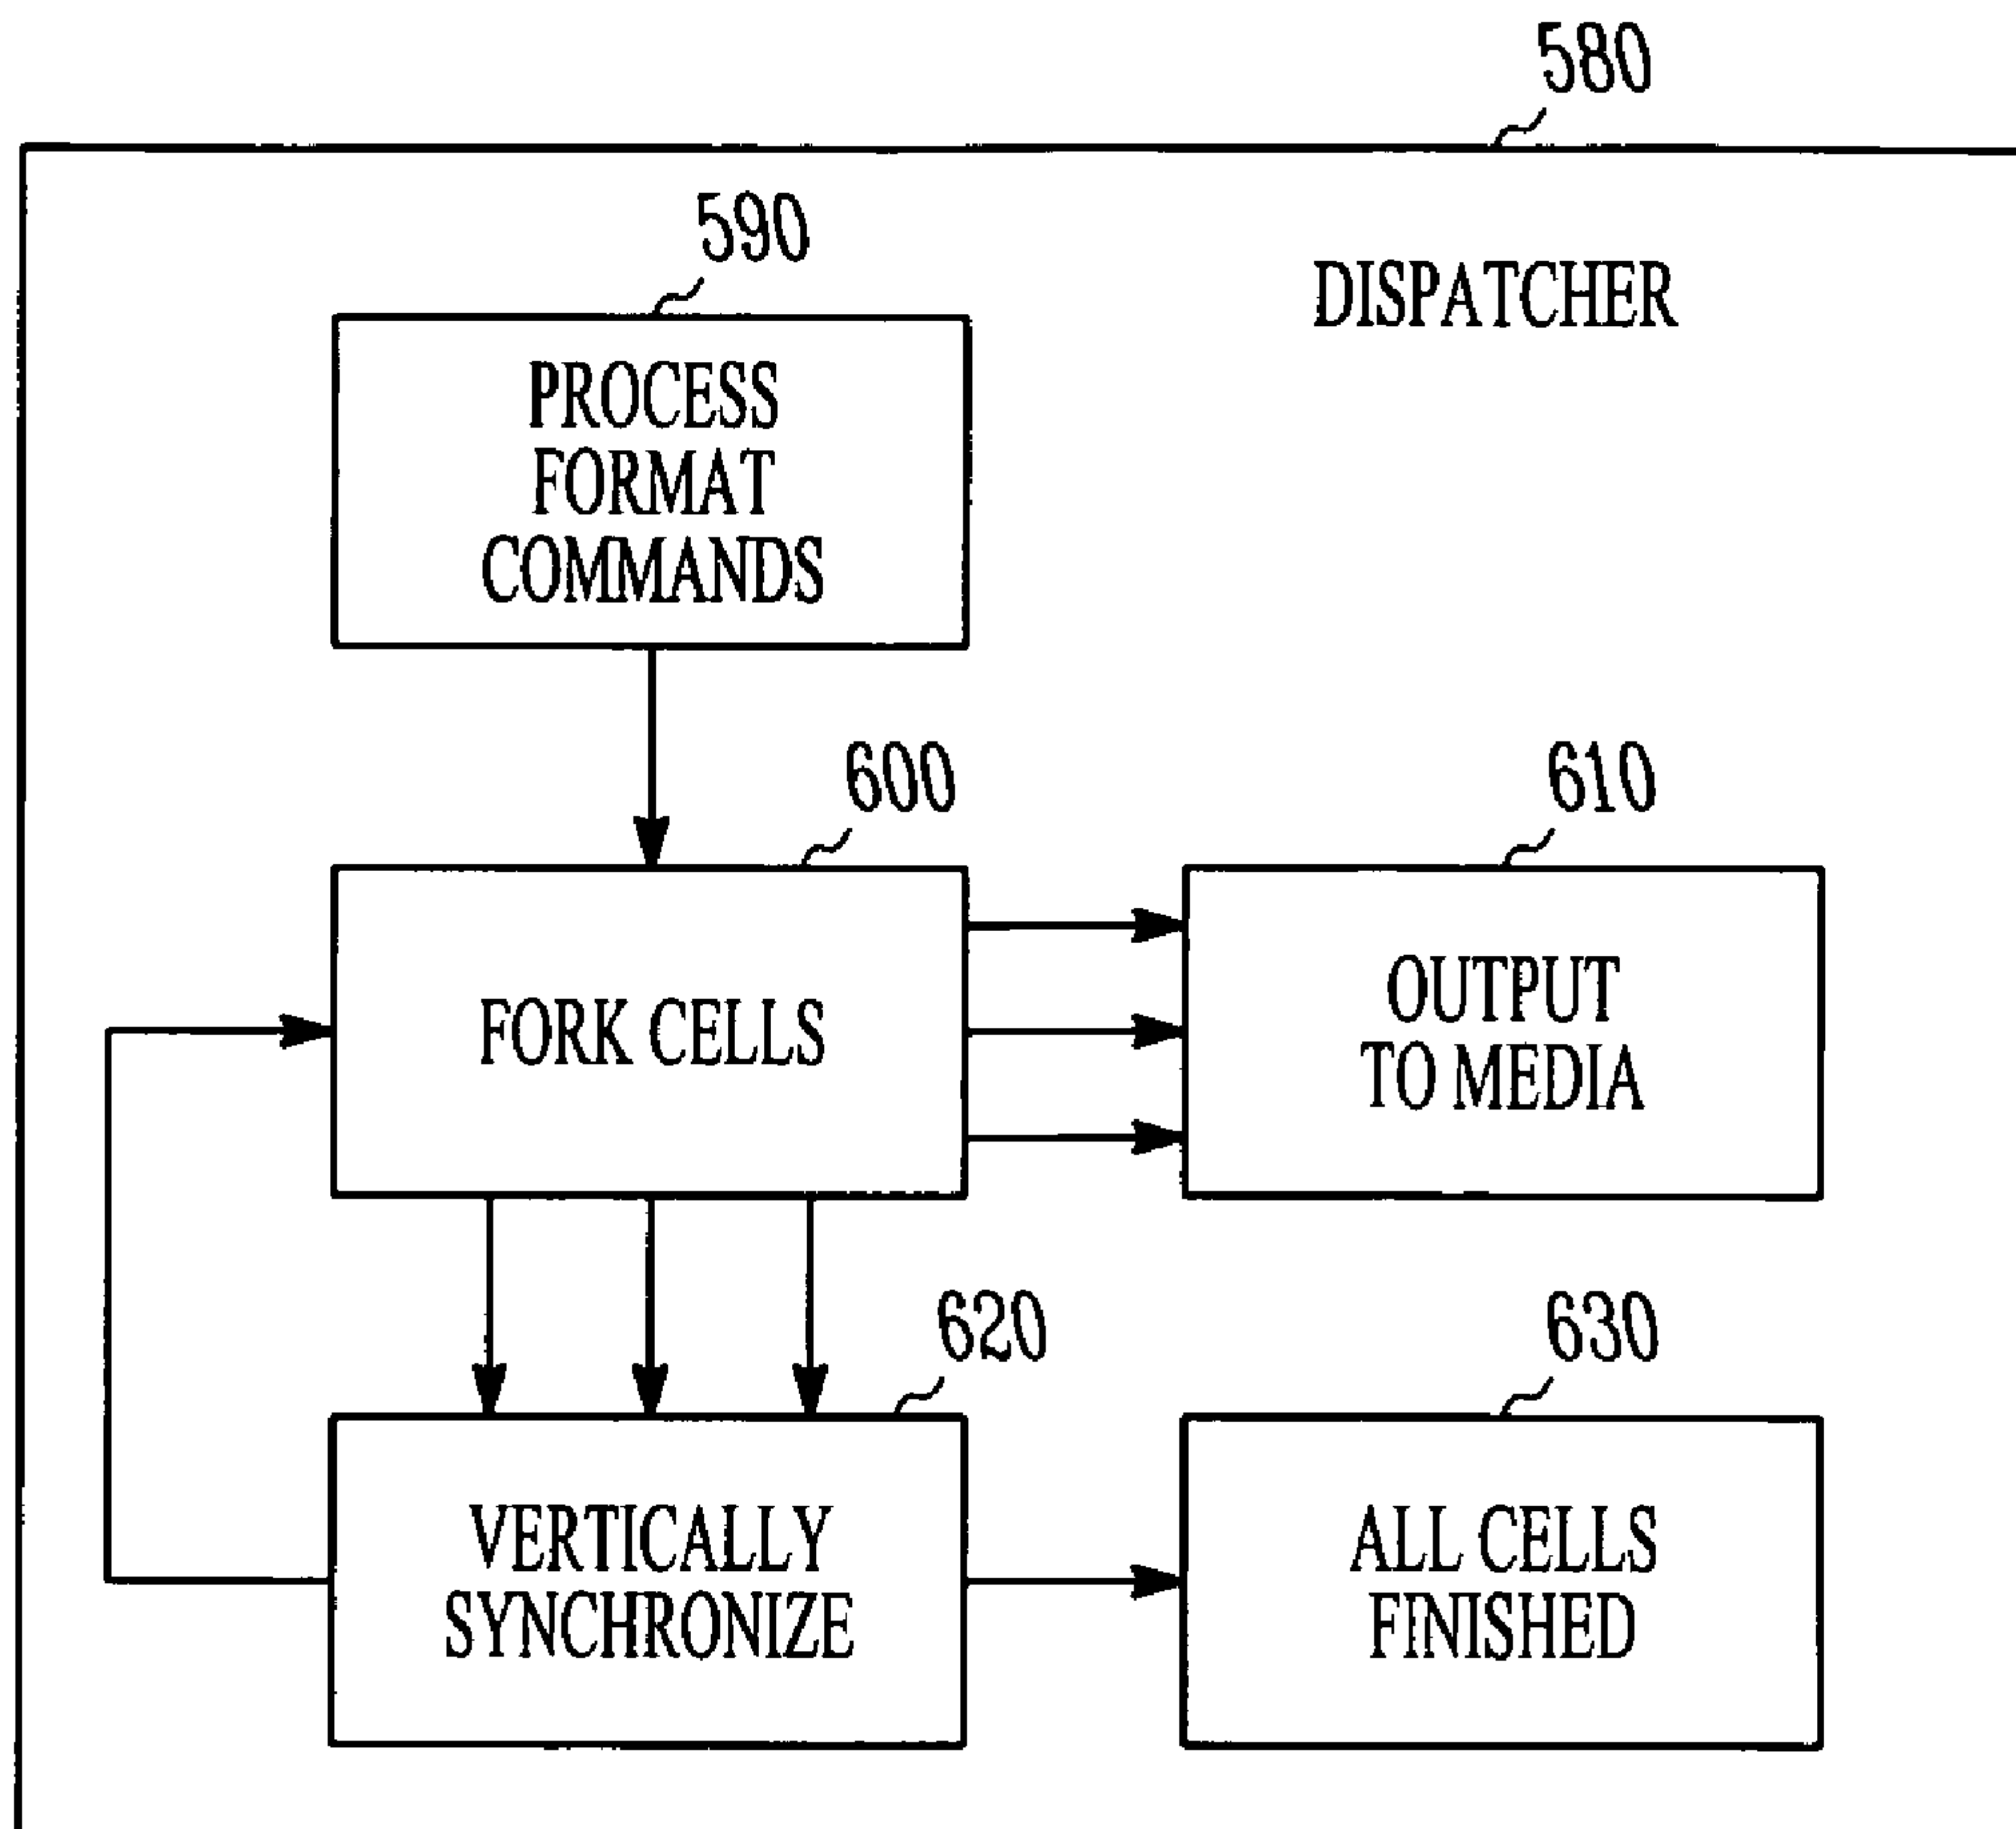 580
590
DISPATCHER
PROCESS
FORMAT
COMMANDS
600
610
FORK CELLS
OUTPUT
TO MEDIA
620
630
VERTICALLY
SYNCHRONIZE
ALL CELLS
FINISHED